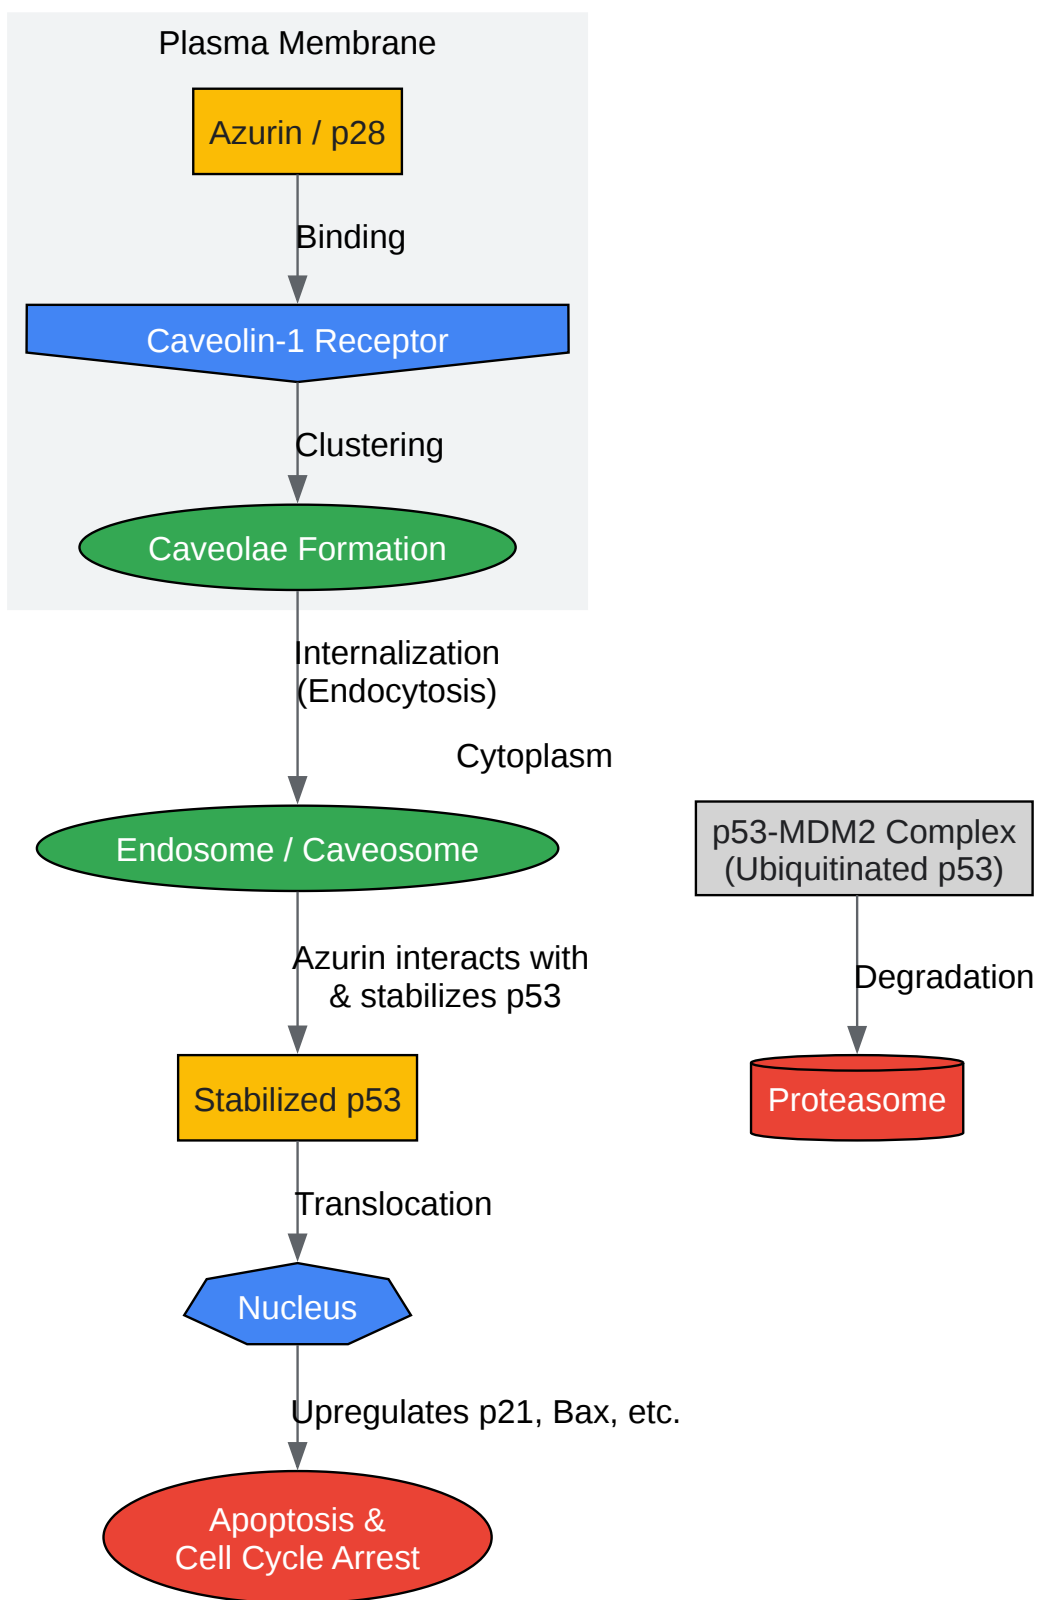 Plasma Membrane
Azurin / p28
Binding
Caveolin-1 Receptor
Clustering
Caveolae Formation
Internalization
(Endocytosis)
Cytoplasm
Endosome / Caveosome
p53-MDM2 Complex
(Ubiquitinated p53)
Azurin interacts with
& stabilizes p53
Degradation
Stabilized p53
Proteasome
Translocation
Nucleus
Upregulates p21, Bax, etc.
Apoptosis &
Cell Cycle Arrest